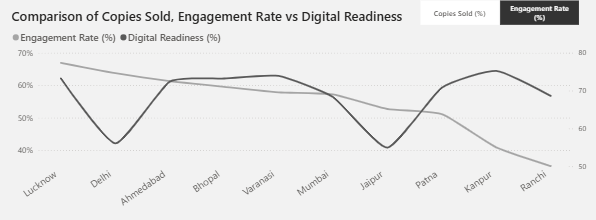 Comparison of Copies Sold, Engagement Rate vs Digital Readiness
Copies Sold (%)
Engagement Rate
(%)
Engagement Rate (%) Digital Readiness (%)
70%
60%
50%
40%
80
70
60
50
Lucknow
Delhi
Ahmedabad
Bhopal
Varanasi
Mumbai
Jaipur
Patna
Kanpur
Ranchi